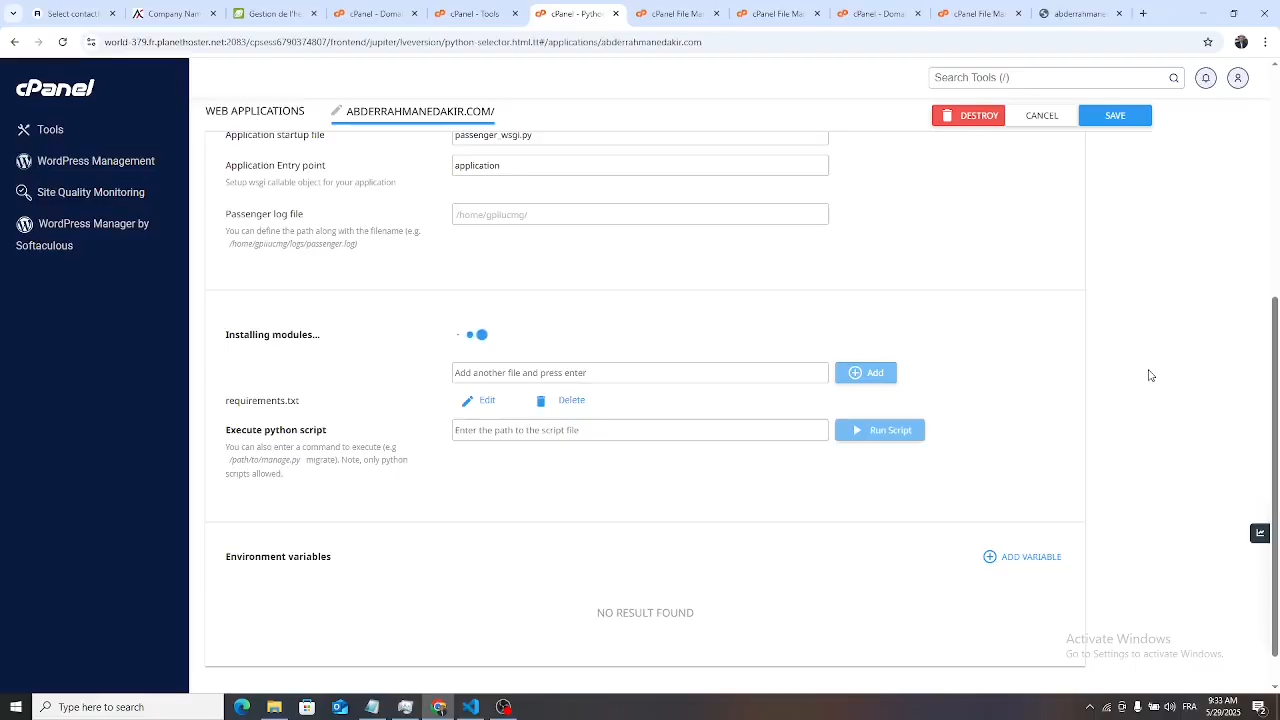 Select contact
Company Nam
Gestion de
ABDERRAHMANEDAKIR.COM - Doman
cPanel - Tools
cPanel - Python
cPanel File Ma
cPanel File Ma
cPanel - Doma
cPanel File Ma
abderrahmane
world-379.fr.planethoster.net:2083/cpsess6790374807/frontend/jupiter/lveversion/python-selector.html.tt#/applications/abderrahmanedakir.com
cPanel
Search Tools (/)
WEB APPLICATIONS
ABDERRAHMANEDAKIR.COM/
DESTROY
CANCEL
SAVE
Tools
WordPress Management
Site Quality Monitoring
WordPress Manager by
Softaculous
Application startup file
passenger_wsgi.py
Application Entry point
application
Setup wsgi callable object for your application
Passenger log file
/home/gpilucmg/
You can define the path along with the filename (e.g.
/home/gpilucmg/logs/passenger.log)
Installing modules...
Add another file and press enter
Add
requirements.txt
Edit
Delete
Execute python script
Enter the path to the script file
Run Script
You can also enter a command to execute (e.g
/path/to/manage.py migrate). Note, only python
scripts allowed.
Environment variables
ADD VARIABLE
NO RESULT FOUND
Activate Windows
Go to Settings to activate Windows.
Type here to search
FR
9:33 AM
5/29/2025